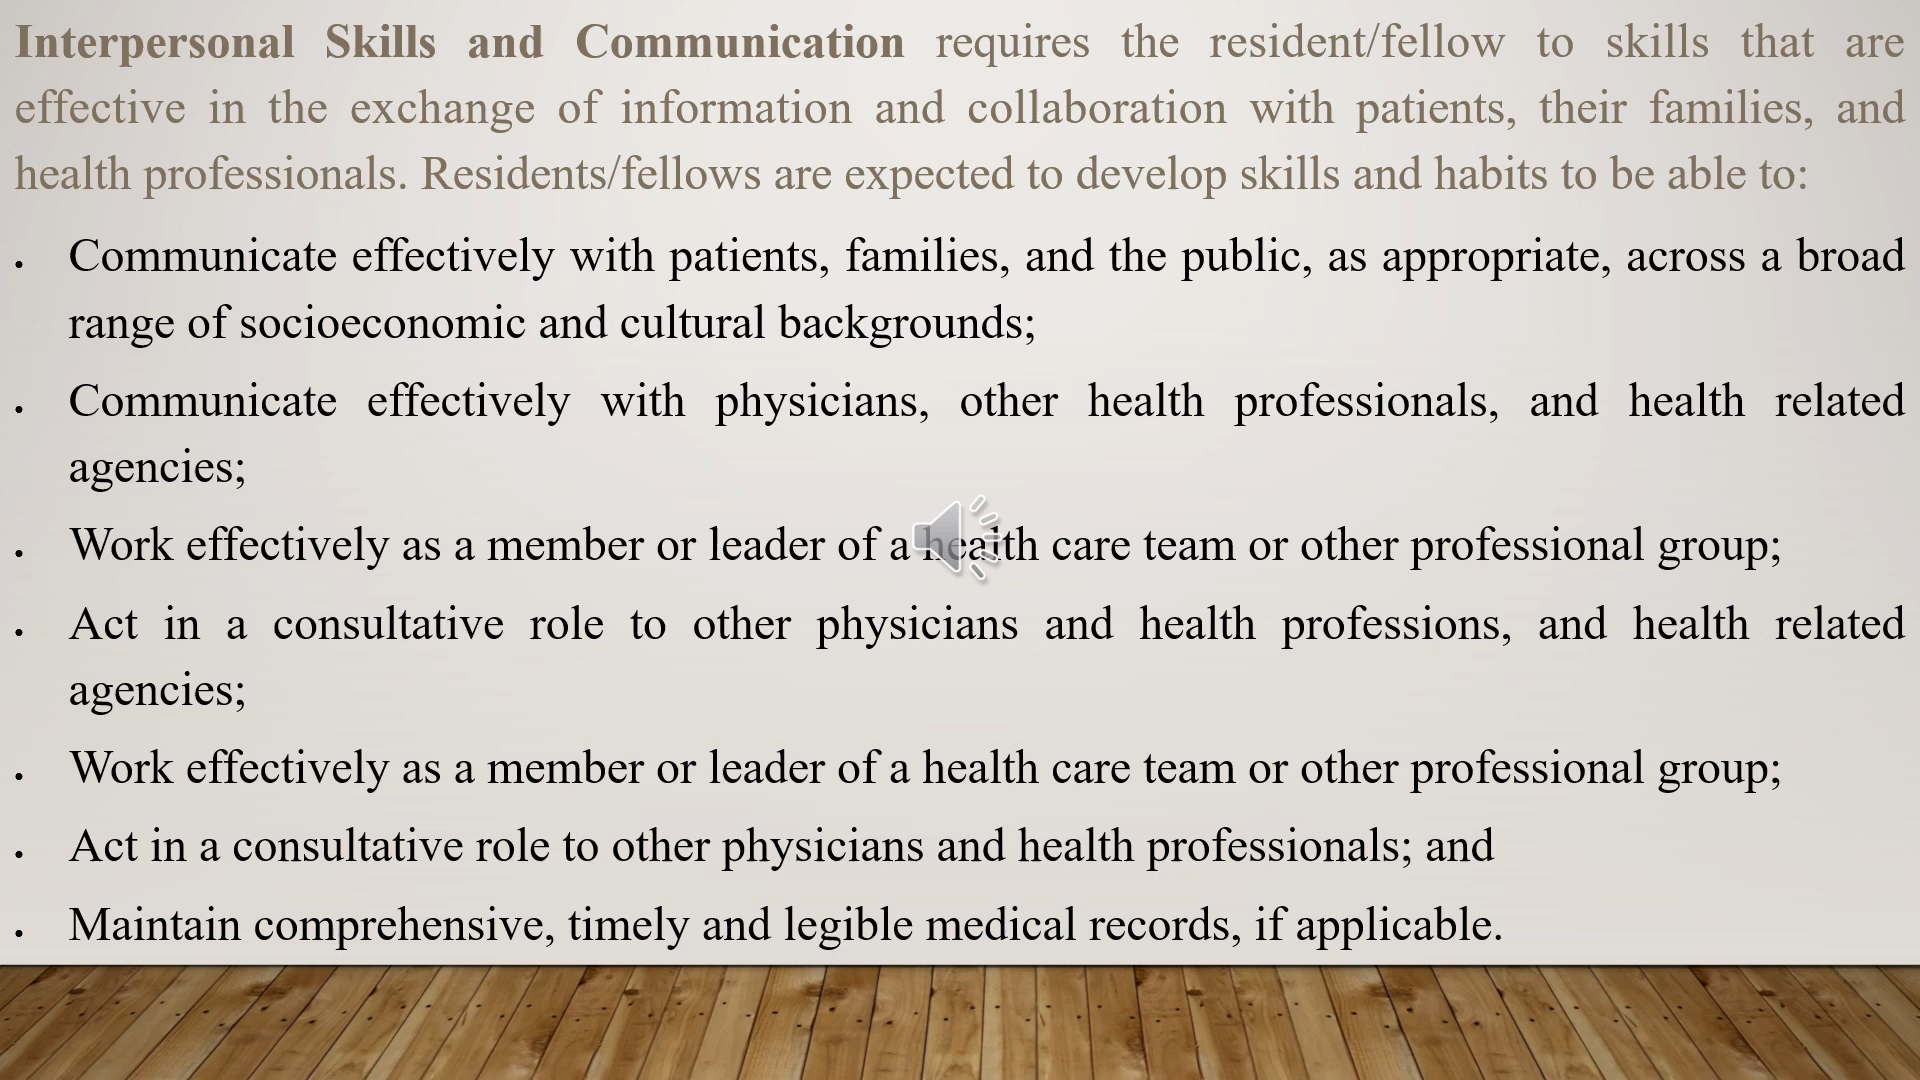 Interpersonal Skills and Communication requires the resident/fellow to skills that are
effective in the exchange of information and collaboration with patients, their families, and
health professionals. Residents/fellows are expected to develop skills and habits to be able to:
• Communicate effectively with patients, families, and the public, as appropriate, across a broad
range of socioeconomic and cultural backgrounds;
• Communicate effectively with physicians, other health professionals, and health related
agencies;
• Work effectively as a member or leader of a health care team or other professional group;
• Act in a consultative role to other physicians and health professions, and health related
agencies;
• Work effectively as a member or leader of a health care team or other professional group;
• Act in a consultative role to other physicians and health professionals; and
• Maintain comprehensive, timely and legible medical records, if applicable.